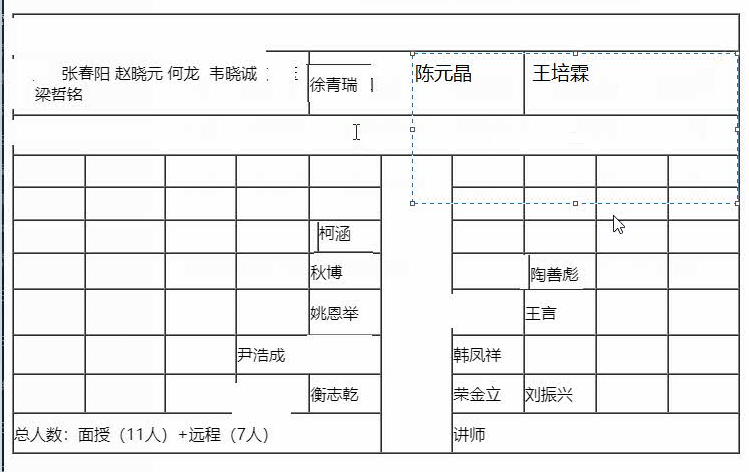 张春阳 赵晓元 何龙 韦晓诚
梁哲铭
徐青瑞
陈元晶
王培霖
柯涵
秋博
陶善彪
姚恩举
王言
尹浩成
韩凤祥
衡志乾
荣金立
刘振兴
总人数：面授（11人）+远程（7人）
讲师